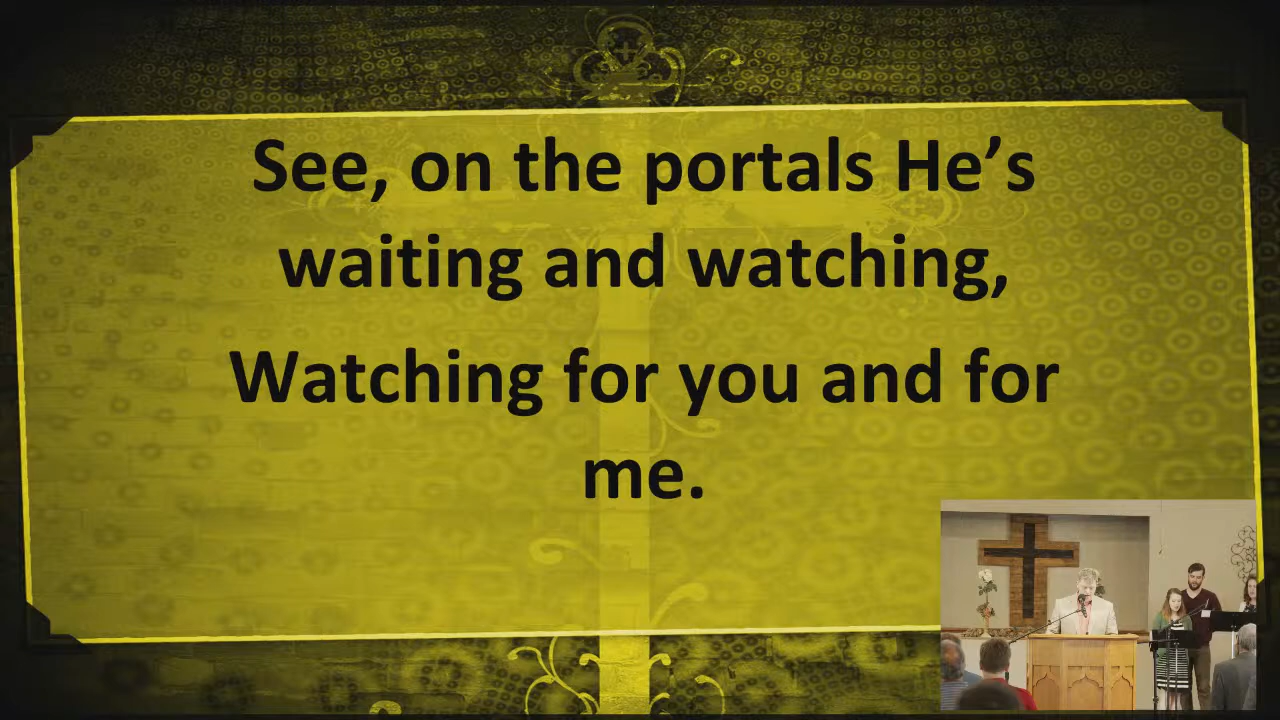 See, on the portals He’s
waiting and watching,
Watching for you and for
me.